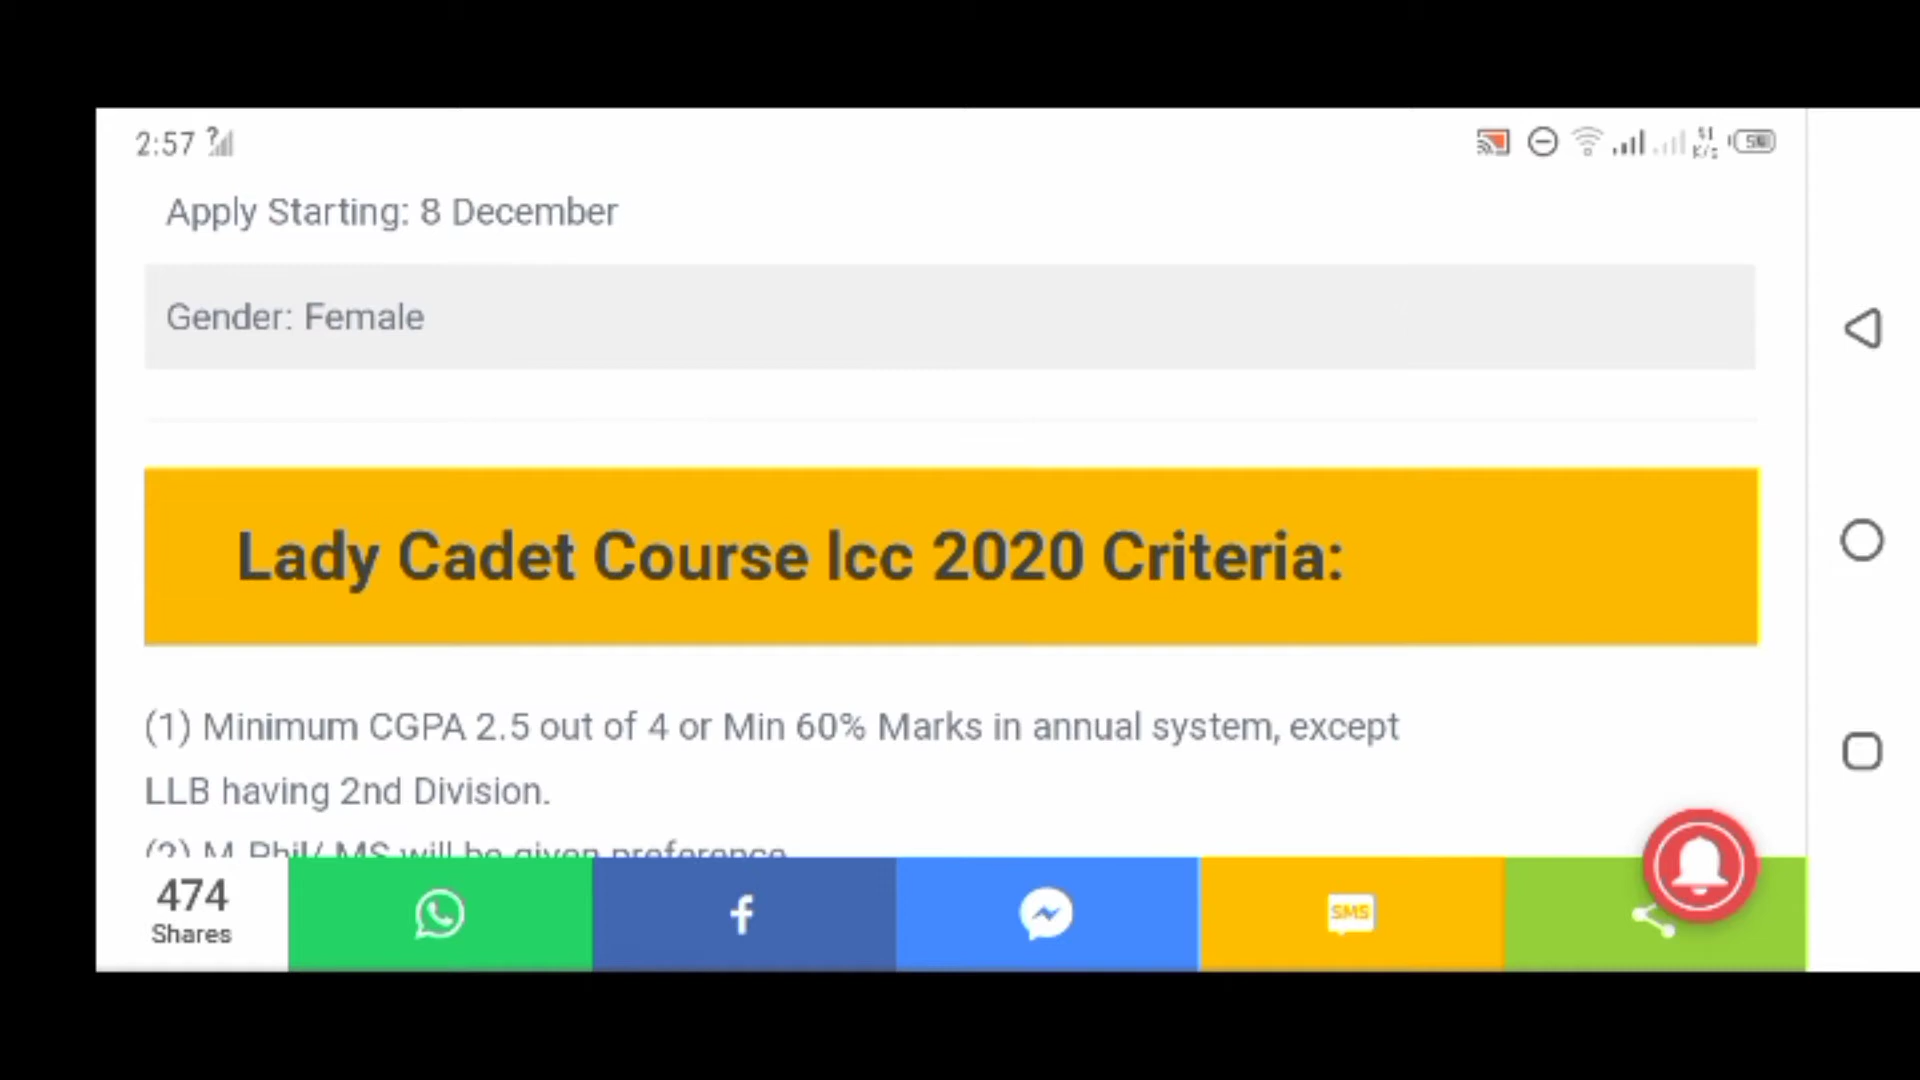 2:57
Apply Starting: 8 December
Gender: Female
Lady Cadet Course lcc 2020 Criteria:
(1) Minimum CGPA 2.5 out of 4 or Min 60% Marks in annual system, except
LLB having 2nd Division.
(2) M.Phil/ MS will be given preference
474
Shares
SMS